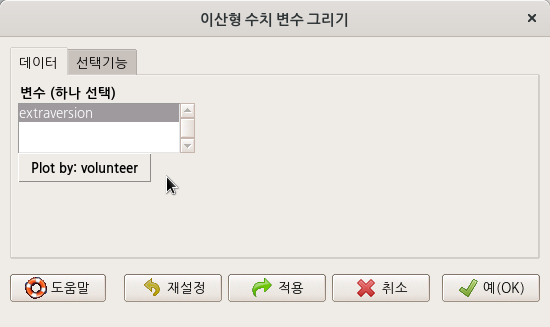 이산형 수치 변수 그리기
데이터 선택기능
변수 (하나 선택)
extraversion
Plot by: volunteer
도움말 재설정 적용 취소 예(OK)